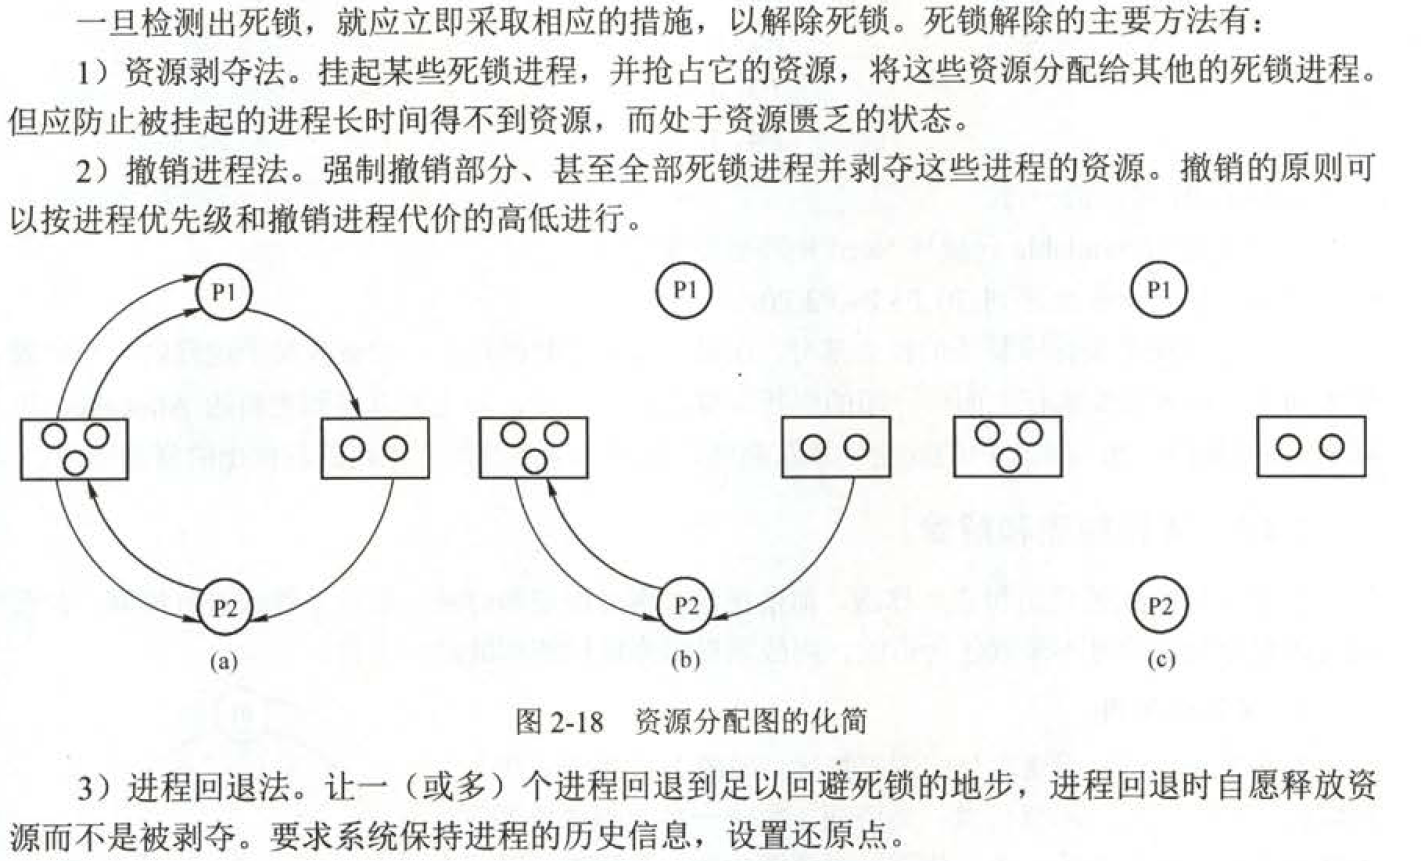 一旦检测出死锁，就应立即采取相应的措施，以解除死锁。死锁解除的主要方法有：
1）资源剥夺法。挂起某些死锁进程，并抢占它的资源，将这些资源分配给其他的死锁进程。
但应防止被挂起的进程长时间得不到资源，而处于资源匮乏的状态。
2）撤销进程法。强制撤销部分、甚至全部死锁进程并剥夺这些进程的资源。撤销的原则可
以按进程优先级和撤销进程代价的高低进行。
P1
P2
(a)
P1
P2
(b)
P1
P2
(c)
图 2-18 资源分配图的化简
3）进程回退法。让一（或多）个进程回退到足以回避死锁的地步，进程回退时自愿释放资
源而不是被剥夺。要求系统保持进程的历史信息，设置还原点。